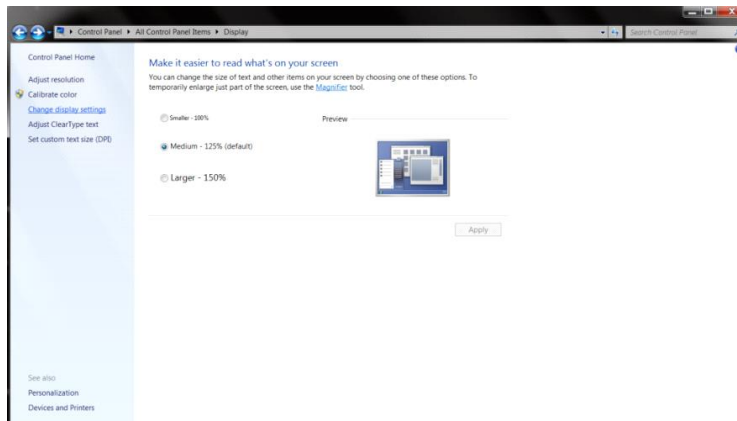 Control Panel ▸ All Control Panel Items ▸ Display
Search Control Panel
Control Panel Home
Adjust resolution
Calibrate color
Change display settings
Adjust ClearType text
Set custom text size (DPI)
See also
Personalization
Devices and Printers
Make it easier to read what's on your screen
You can change the size of text and other items on your screen by choosing one of these options. To
temporarily enlarge just part of the screen, use the Magnifier tool.
Smaller - 100%
Preview
Medium - 125% (default)
Larger - 150%
Apply